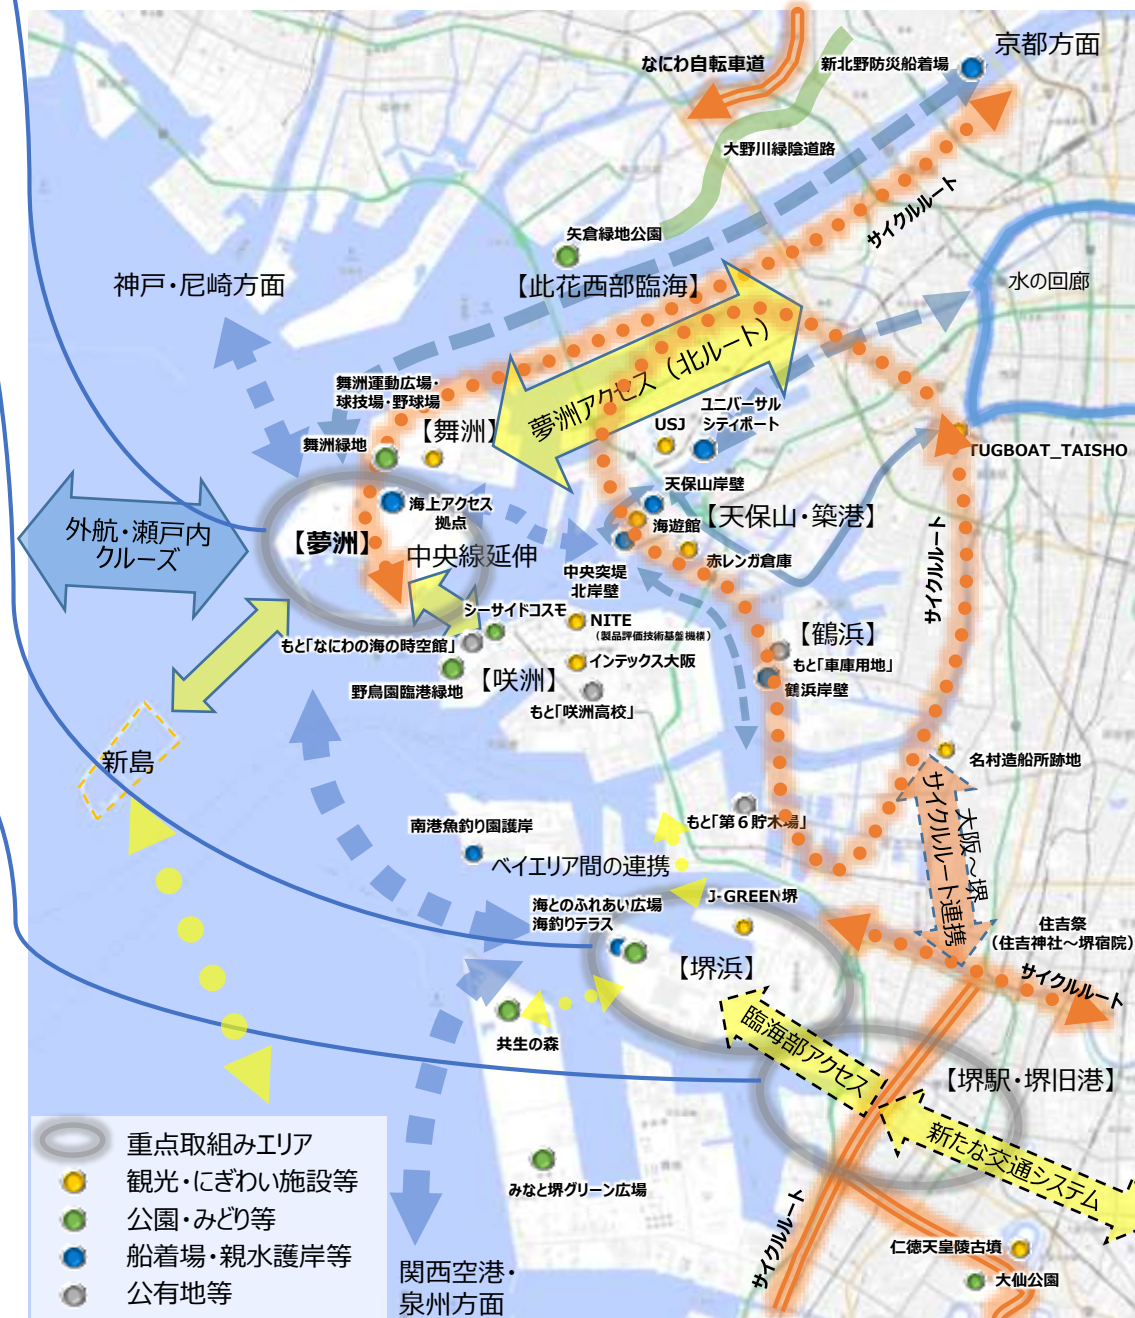 京都方面
なにわ自転車道
新北野防災船着場
大野川緑陰道路
サイクルルート
矢倉緑地公園
神戸・尼崎方面
【此花西部臨海】
水の回廊
夢洲アクセス（北ルート）
舞洲運動広場・
球技場・野球場
【舞洲】
舞洲緑地
USJ
ユニバーサル
シティポート
TUGBOAT_TAISHO
天保山岸壁
海上アクセス
拠点
海遊館
【天保山・築港】
外航・瀬戸内
クルーズ
【夢洲】
中央線延伸
中央突堤
北岸壁
赤レンガ倉庫
サイクルルート
シーサイドコスモ
NITE
（製品評価技術基盤機構）
【鶴浜】
もと「なにわの海の時空館」
インテックス大阪
もと「車庫用地」
野鳥園臨港緑地
【咲洲】
鶴浜岸壁
もと「咲洲高校」
新島
名村造船所跡地
もと「第６貯木場」
大阪～堺
サイクルルート連携
南港魚釣り園護岸
ベイエリア間の連携
海とのふれあい広場
海釣りテラス
J-GREEN堺
住吉祭
（住吉神社～堺宿院）
【堺浜】
サイクルルート
臨海部アクセス
共生の森
【堺駅・堺旧港】
新たな交通システム
みなと堺グリーン広場
サイクルルート
仁徳天皇陵古墳
大仙公園
関西空港・
泉州方面
重点取組みエリア
観光・にぎわい施設等
公園・みどり等
船着場・親水護岸等
公有地等